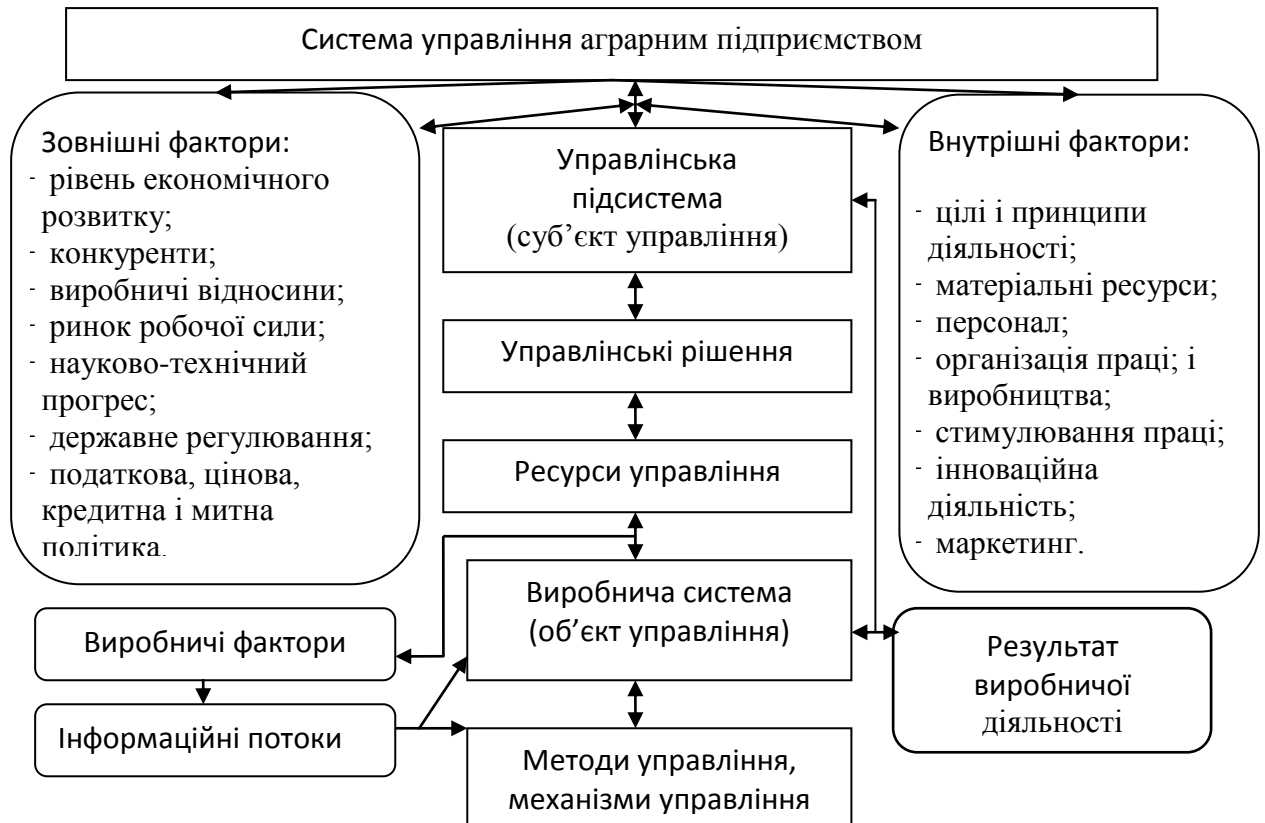 Система управління аграрним підприємством
Зовнішні фактори:
- рівень економічного
розвитку;
- конкуренти;
- виробничі відносини;
- ринок робочої сили;
- науково-технічний
прогрес;
- державне регулювання;
- податкова, цінова,
кредитна і митна
політика.
Управлінська
підсистема
(суб’єкт управління)
Управлінські рішення
Ресурси управління
Виробнича система
(об’єкт управління)
Методи управління,
механізми управління
Внутрішні фактори:
- цілі і принципи
діяльності;
- матеріальні ресурси;
- персонал;
- організація праці; і
виробництва;
- стимулювання праці;
- інноваційна
діяльність;
- маркетинг.
Виробничі фактори
Інформаційні потоки
Результат
виробничої
діяльності